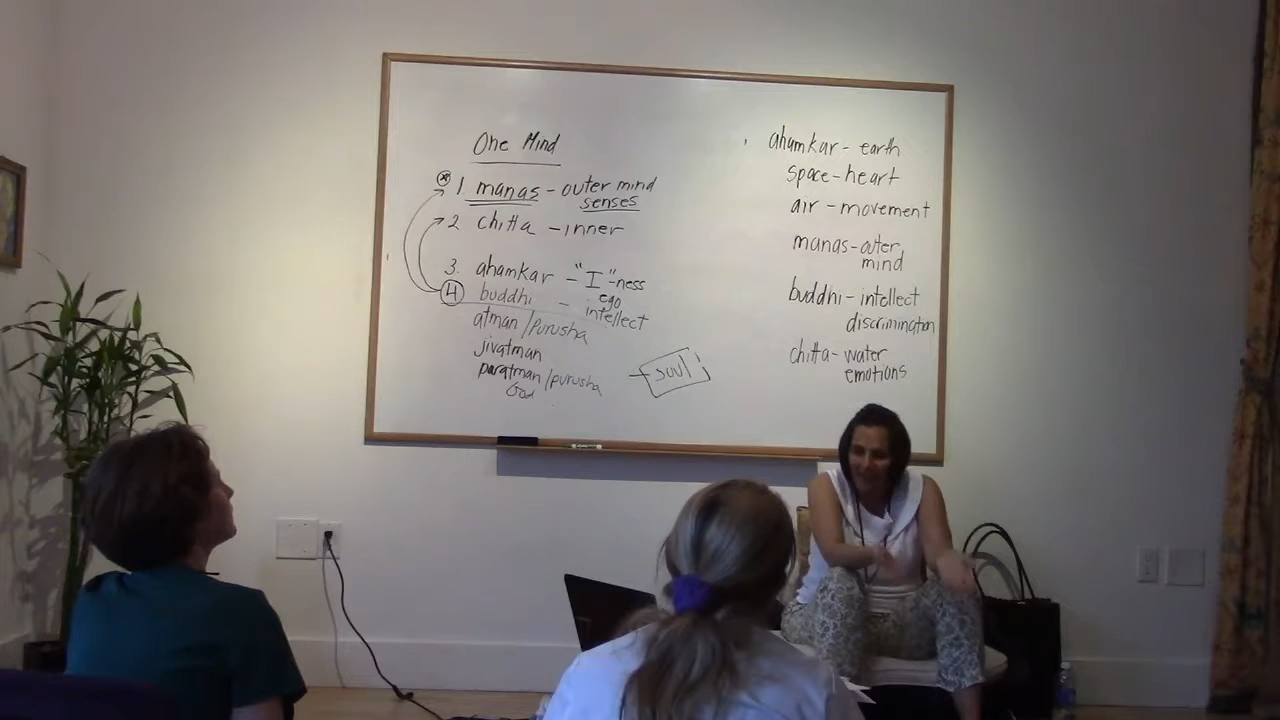 One Mind
1. manas - outer mind
senses
2 chitta - inner
3. ahamkar - "I"-ness
ego
4 buddhi - intellect
atman / purusha
jivatman
paratman / purusha
God
soul
ahamkar - earth
space - heart
air - movement
manas - outer
mind
buddhi - intellect
discrimination
chitta - water
emotions